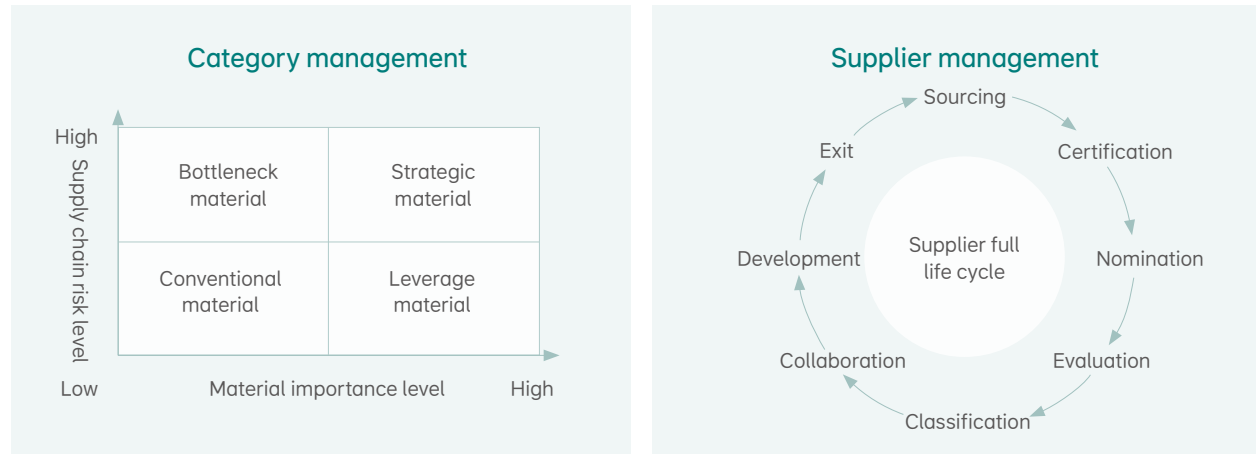 Category management
High
Supply chain risk level
Bottleneck
material
Strategic
material
Conventional
material
Leverage
material
Low
Material importance level
High
Supplier management
Sourcing
Certification
Nomination
Evaluation
Classification
Collaboration
Development
Exit
Supplier full
life cycle